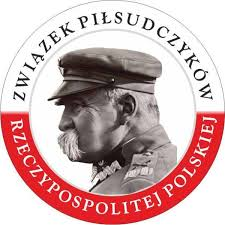 ZWIĄZEK PIŁSUDCZYKÓW
RZECZYPOSPOLITEJ POLSKIEJ